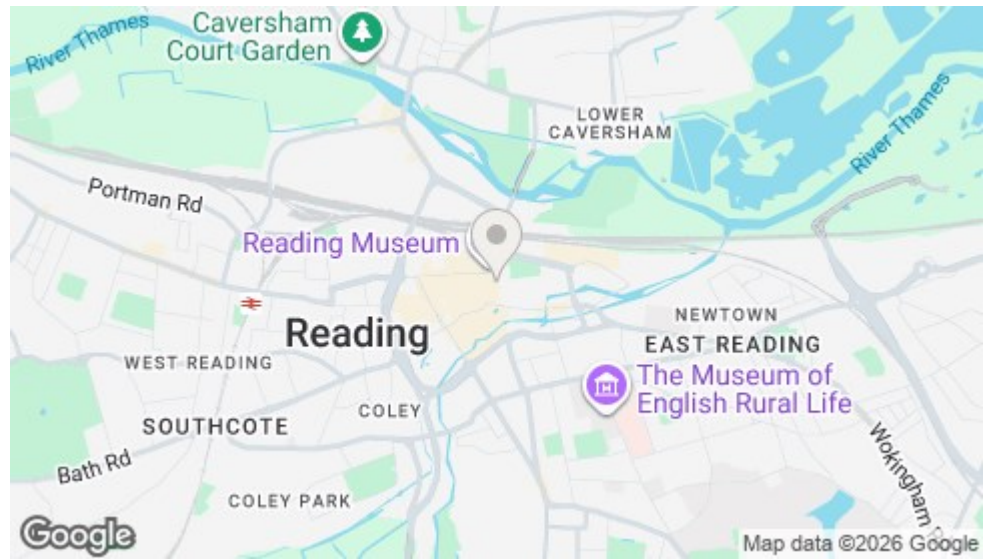 Caversham
Court Garden
River Thames
LOWER
CAVERSHAM
River Thames
Portman Rd
Reading Museum
Reading
NEWTOWN
EAST READING
WEST READING
The Museum of
English Rural Life
COLEY
SOUTHCOTE
Bath Rd
Wokingham
COLEY PARK
Google
Map data ©2026 Google